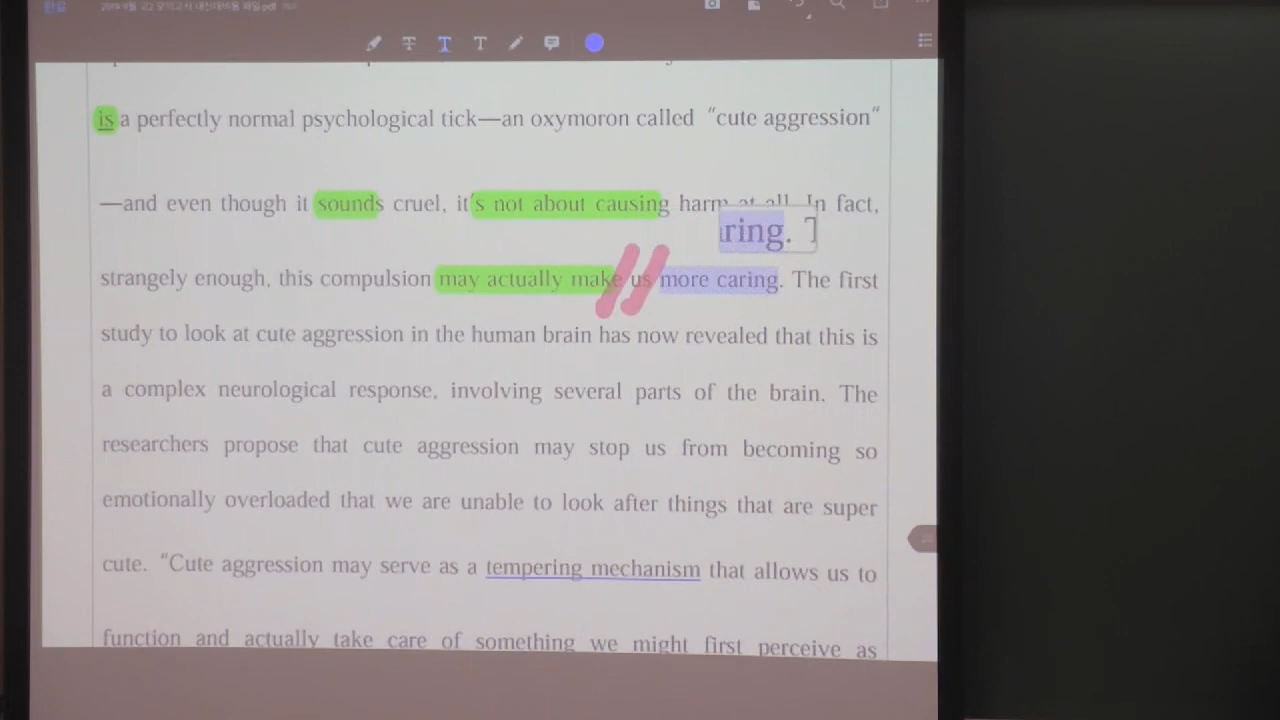 완료
is a perfectly normal psychological tick—an oxymoron called "cute aggression"
—and even though it sounds cruel, it's not about causing harm at all. In fact,
ring.
strangely enough, this compulsion may actually make us more caring. The first
study to look at cute aggression in the human brain has now revealed that this is
a complex neurological response, involving several parts of the brain. The
researchers propose that cute aggression may stop us from becoming so
emotionally overloaded that we are unable to look after things that are super
cute. "Cute aggression may serve as a tempering mechanism that allows us to
function and actually take care of something we might first perceive as